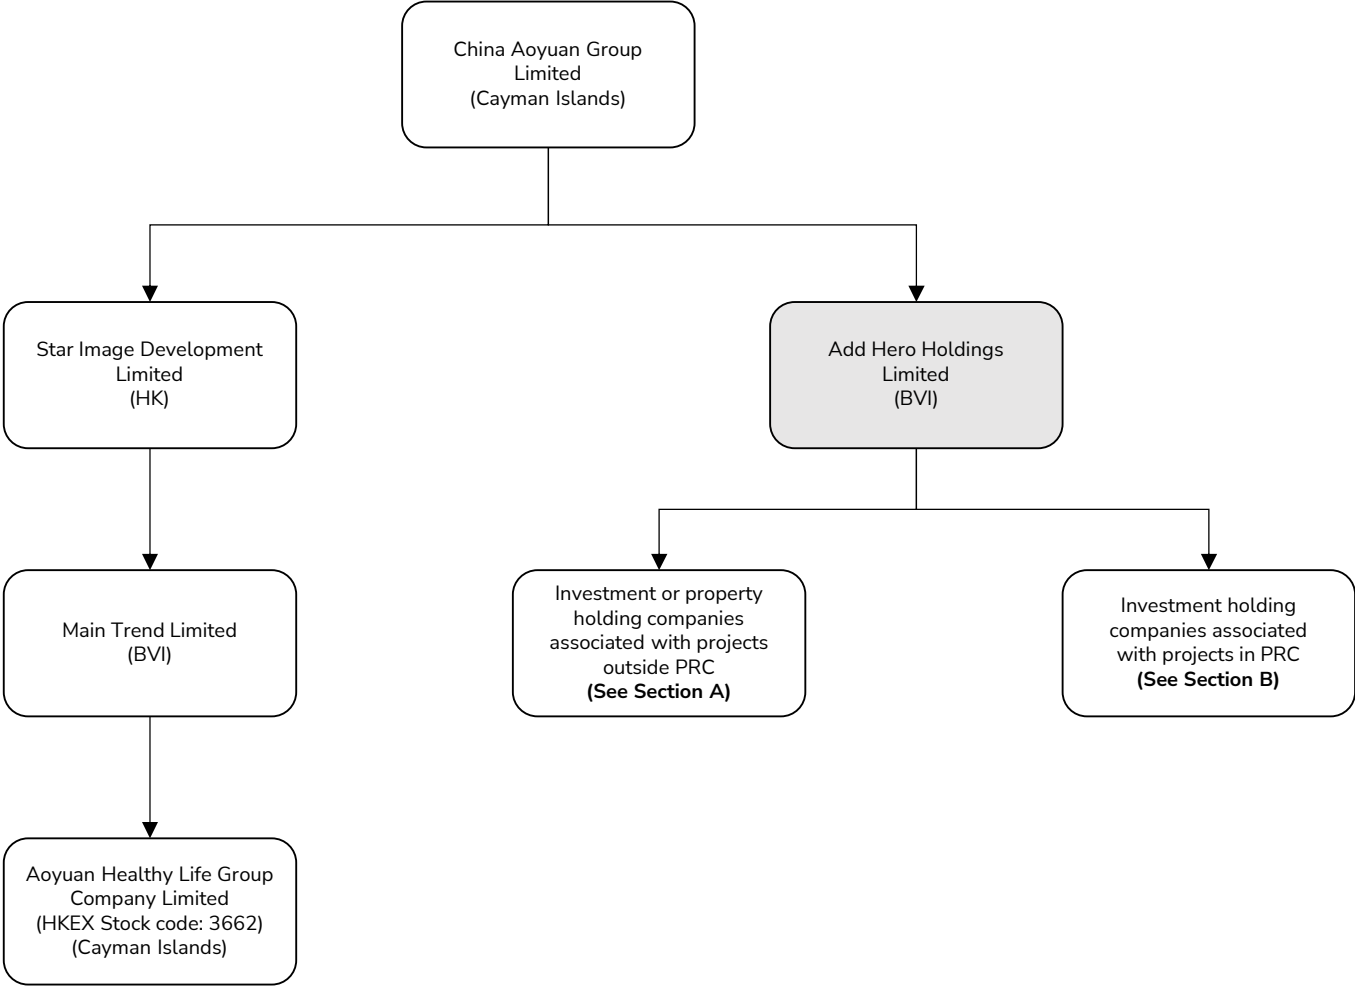 China Aoyuan Group
Limited
(Cayman Islands)
Star Image Development
Limited
(HK)
Add Hero Holdings
Limited
(BVI)
Main Trend Limited
(BVI)
Investment or property
holding companies
associated with projects
outside PRC
(See Section A)
Investment holding
companies associated
with projects in PRC
(See Section B)
Aoyuan Healthy Life Group
Company Limited
(HKEX Stock code: 3662)
(Cayman Islands)